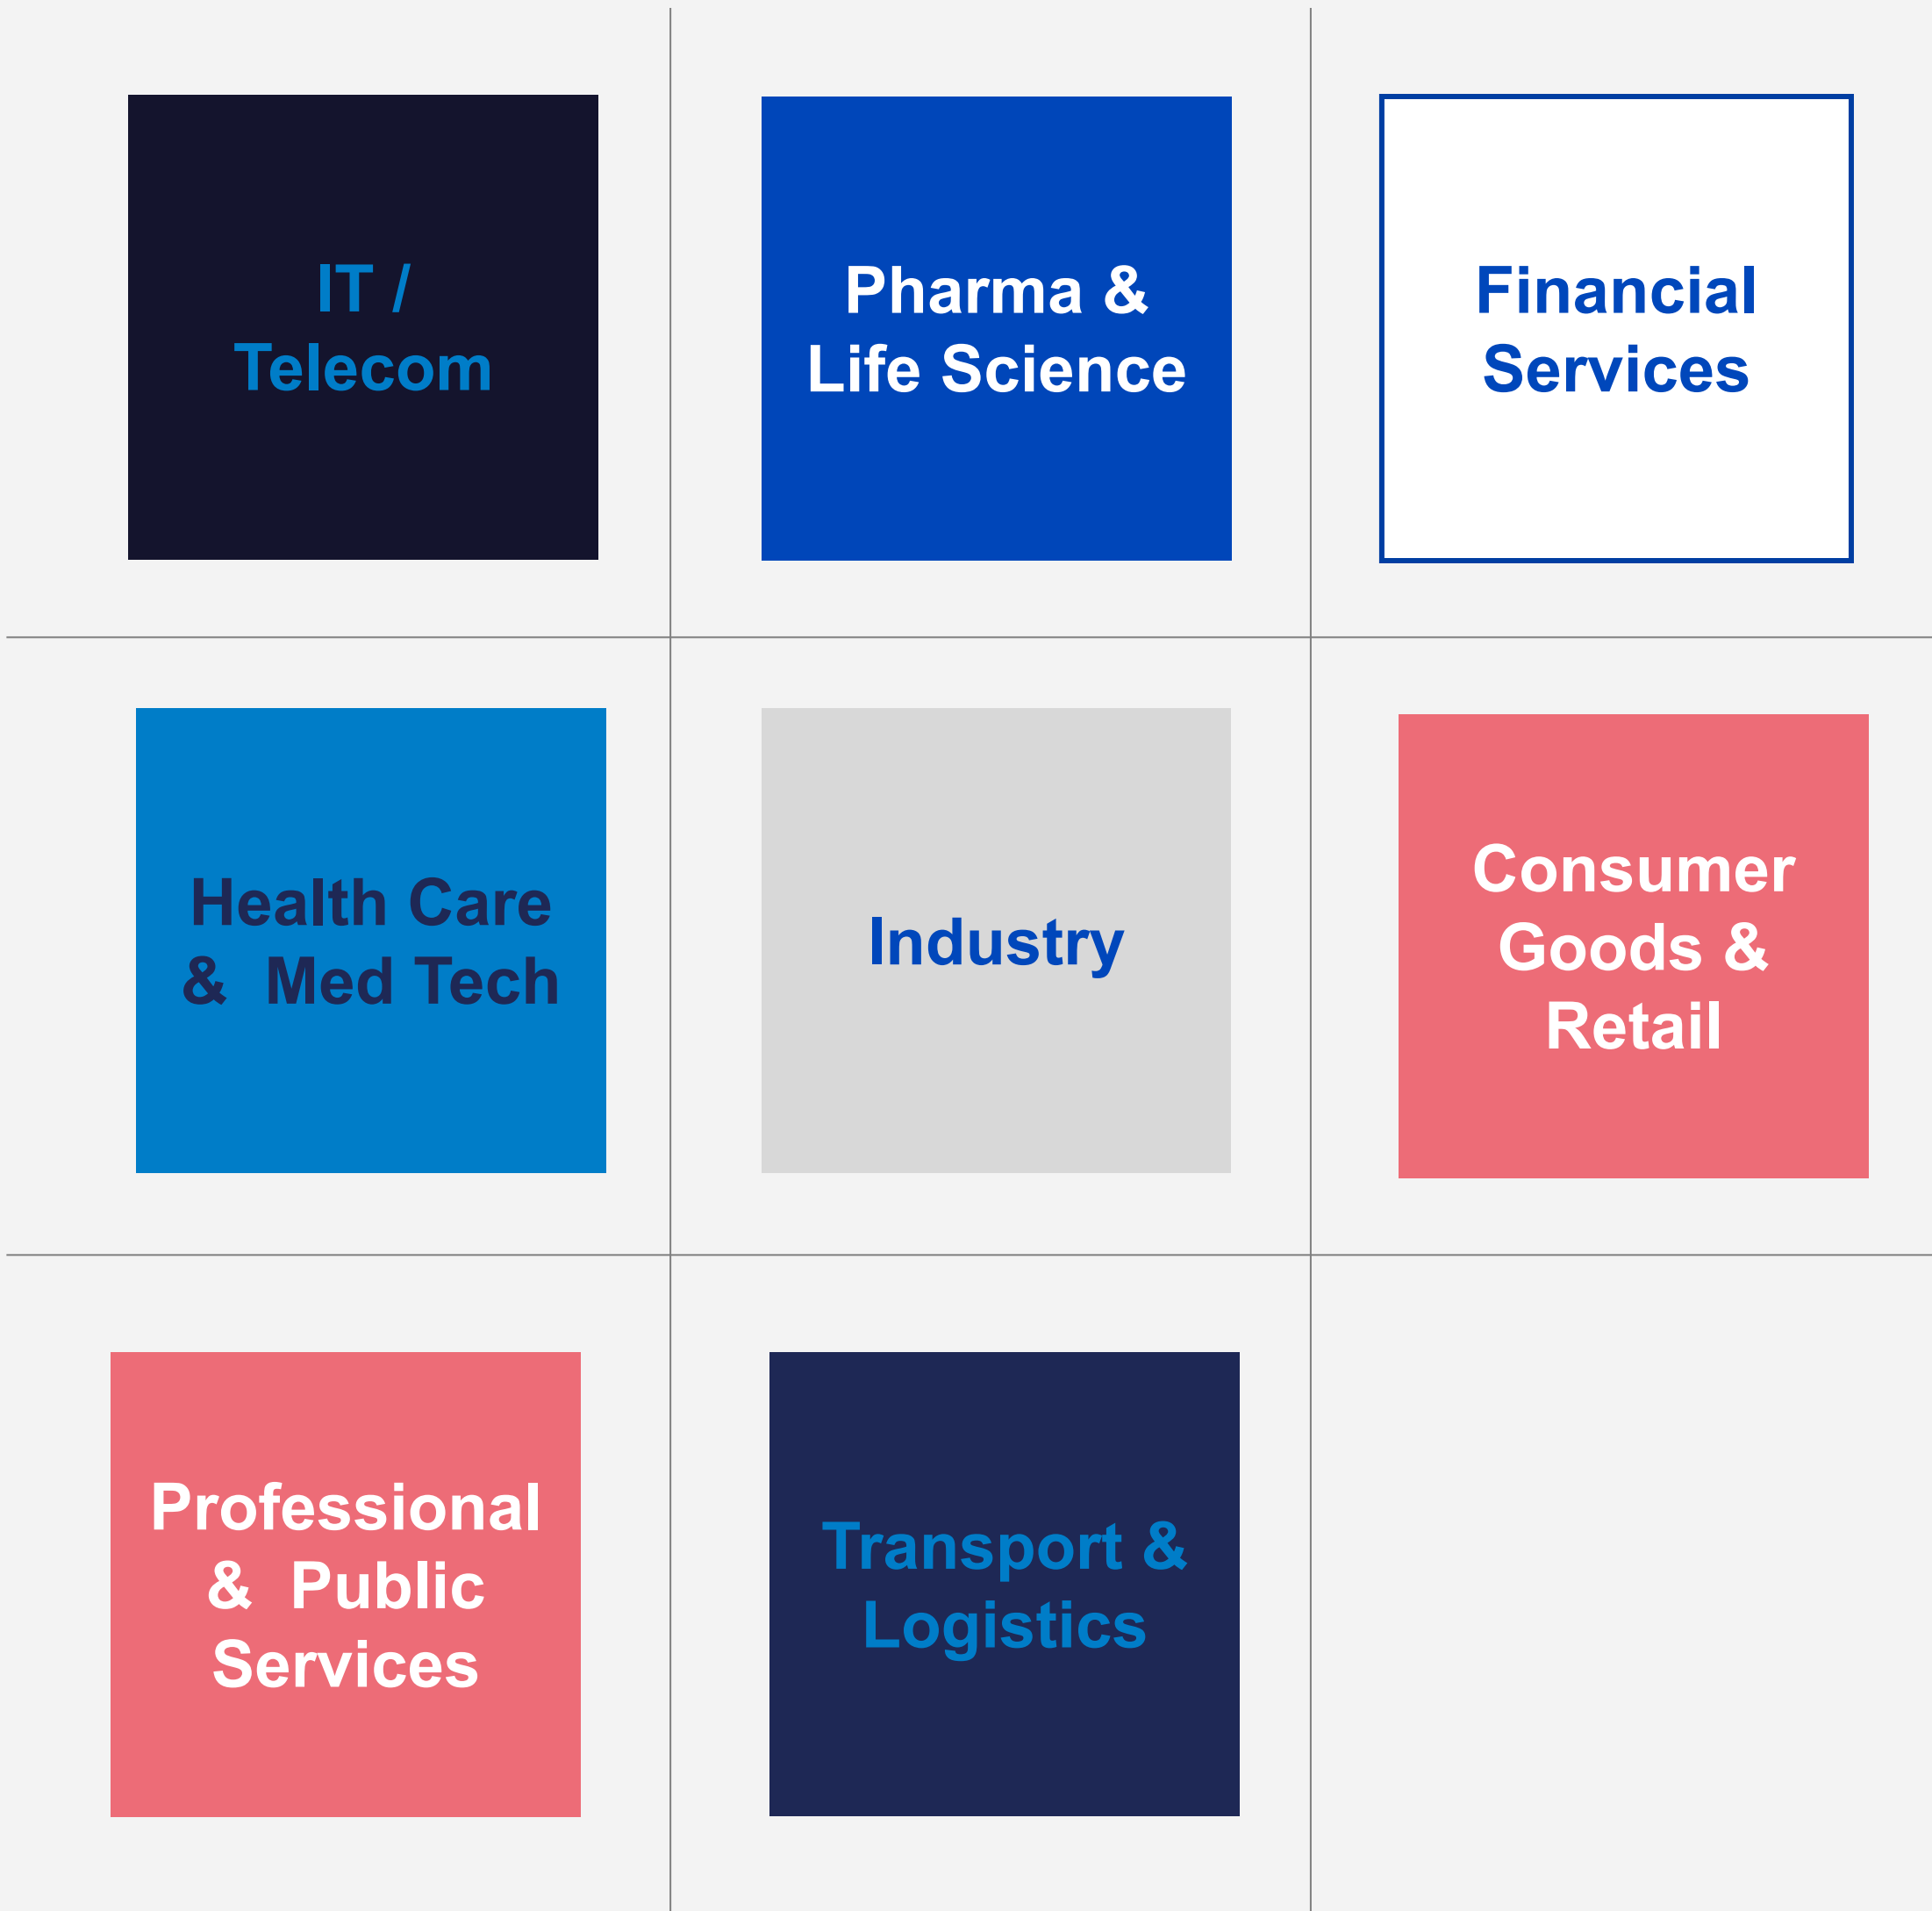 IT /
Telecom
Pharma &
Life Science
Financial
Services
Health Care
& Med Tech
Industry
Consumer
Goods &
Retail
Professional
& Public
Services
Transport &
Logistics